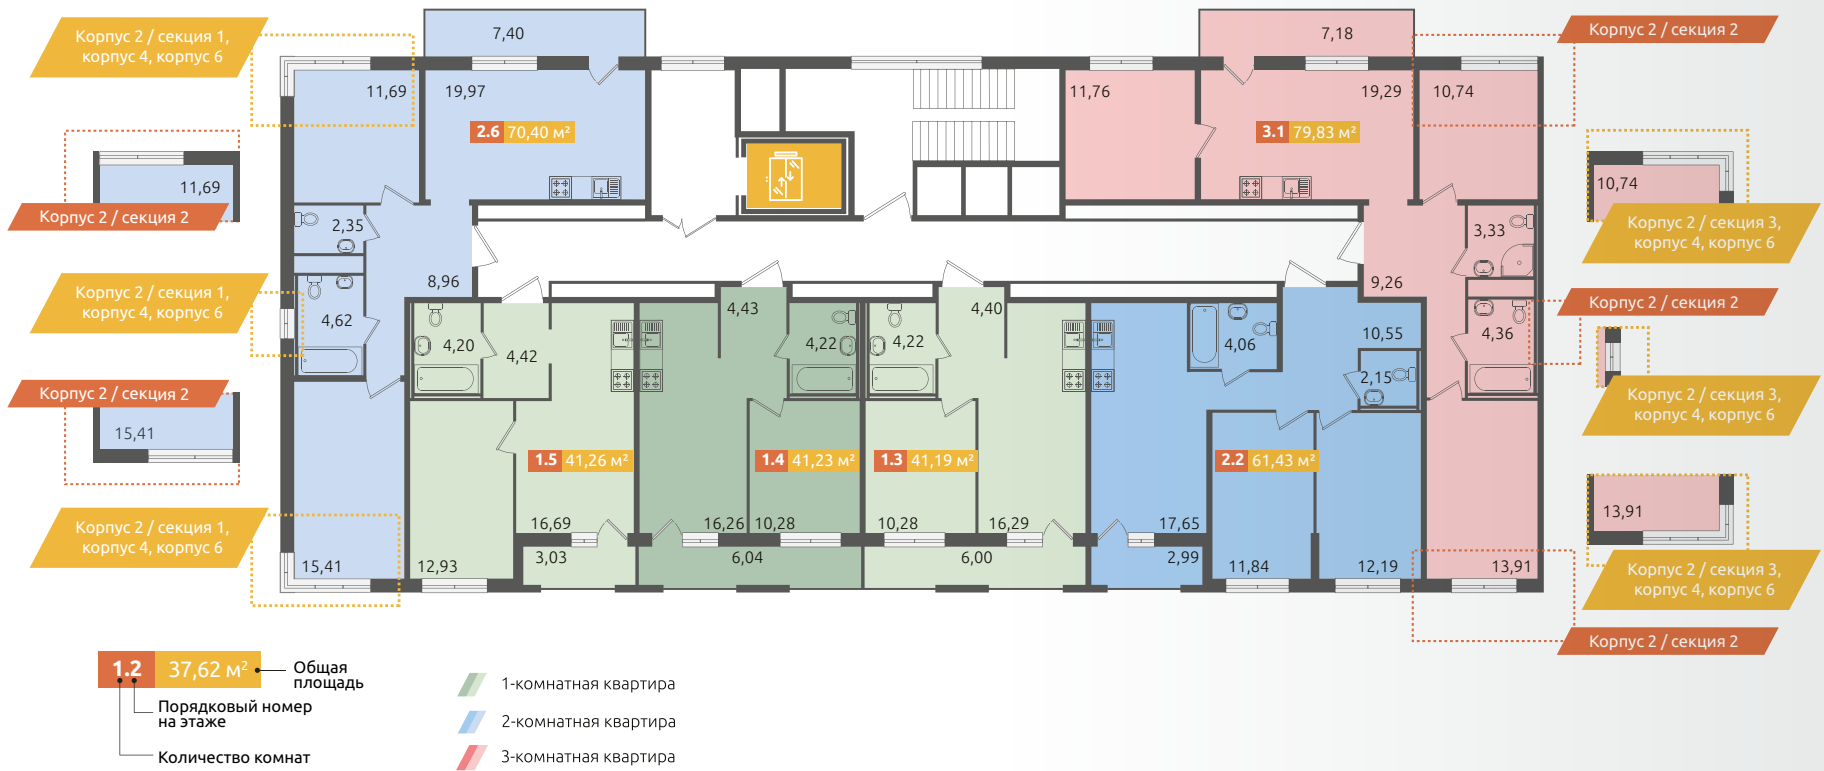 Корпус 2 / секция 1,
корпус 4, корпус 6
7,40
7,18
Корпус 2 / секция 2
11,69
19,97
11,76
19,29
10,74
2.6 70,40 м²
3.1 79,83 м²
11,69
Корпус 2 / секция 2
10,74
Корпус 2 / секция 3,
корпус 4, корпус 6
2,35
3,33
8,96
9,26
Корпус 2 / секция 1,
корпус 4, корпус 6
4,62
4,20
4,42
4,43
4,22
4,22
4,40
4,06
10,55
2,15
4,36
Корпус 2 / секция 2
Корпус 2 / секция 3,
корпус 4, корпус 6
Корпус 2 / секция 2
15,41
1.5 41,26 м²
1.4 41,23 м²
1.3 41,19 м²
2.2 61,43 м²
13,91
Корпус 2 / секция 1,
корпус 4, корпус 6
16,69
16,26
10,28
10,28
16,29
17,65
15,41
12,93
3,03
6,04
6,00
2,99
11,84
12,19
13,91
Корпус 2 / секция 3,
корпус 4, корпус 6
Корпус 2 / секция 2
1.2 37,62 м²
Общая
площадь
Порядковый номер
на этаже
Количество комнат
1-комнатная квартира
2-комнатная квартира
3-комнатная квартира